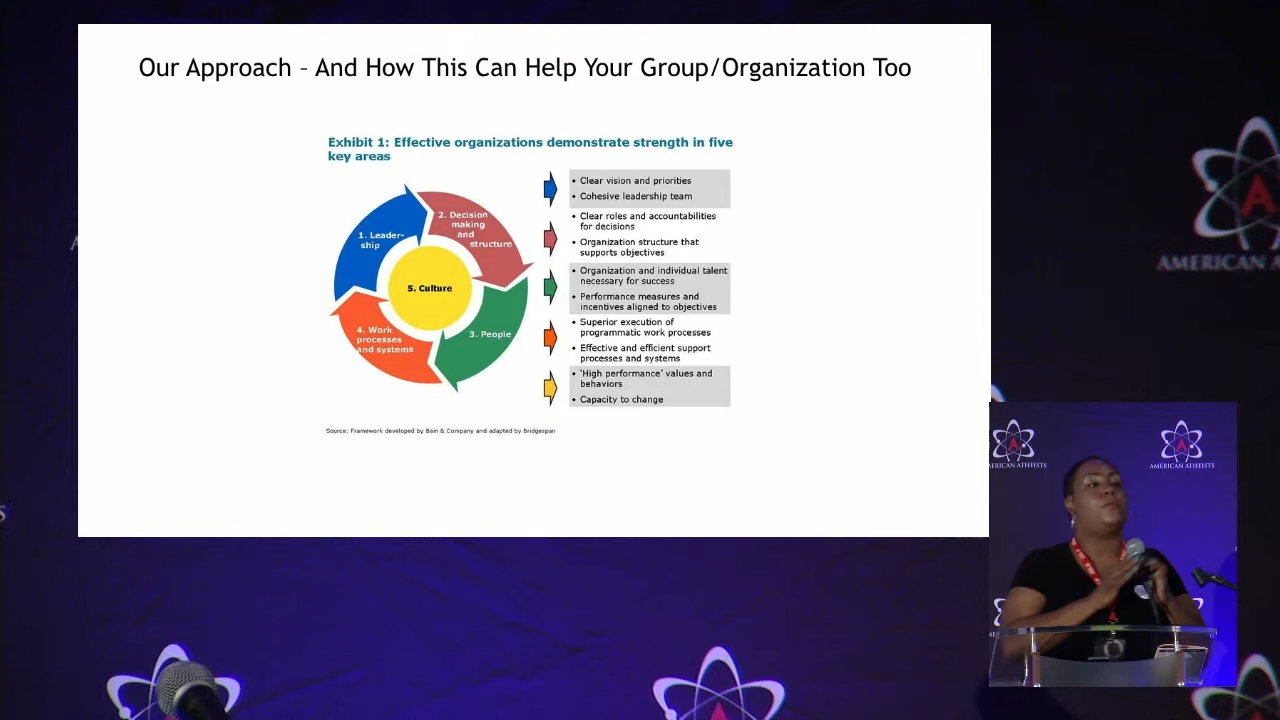 Our Approach – And How This Can Help Your Group/Organization Too
Exhibit 1: Effective organizations demonstrate strength in five
key areas
1. Leader-
ship
2. Decision
making
and
structure
3. People
4. Work
processes
and systems
5. Culture
• Clear vision and priorities
• Cohesive leadership team
• Clear roles and accountabilities
for decisions
• Organization structure that
supports objectives
• Organization and individual talent
necessary for success
• Performance measures and
incentives aligned to objectives
• Superior execution of
programmatic work processes
• Effective and efficient support
processes and systems
• 'High performance' values and
behaviors
• Capacity to change
Source: Framework developed by Bain & Company and adapted by Bridgespan
A
AMERICAN A
A
ERICAN ATHEISTS
A
AMERICAN ATHEISTS